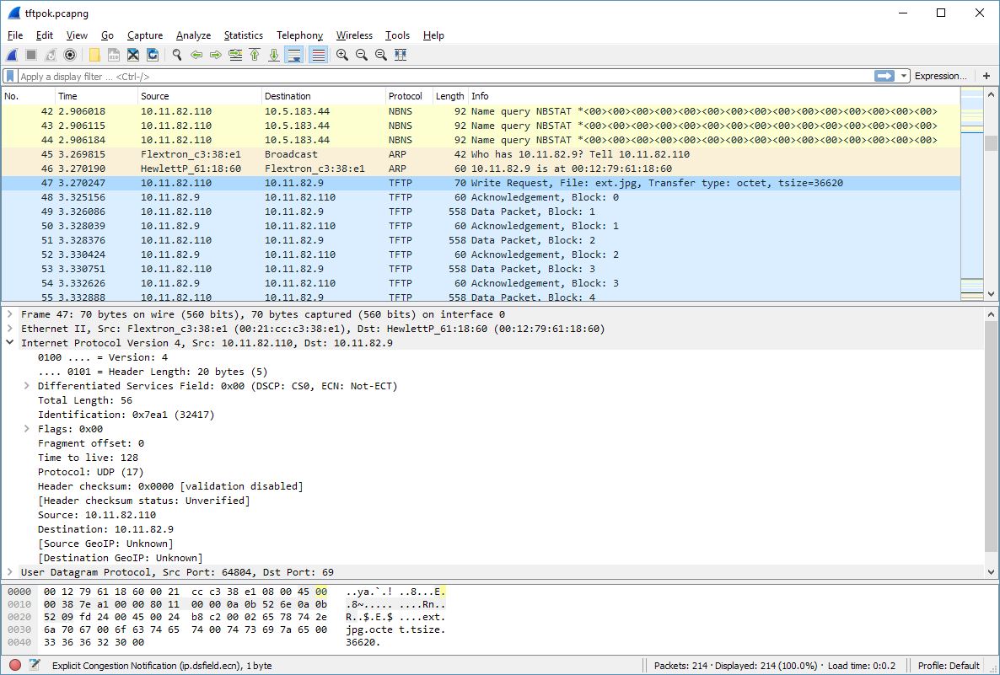 tftpok.pcapng
File Edit View Go Capture Analyze Statistics Telephony Wireless Tools Help
Apply a display filter ... <Ctrl-/> Expression... +
No. Time Source Destination Protocol Length Info
42 2.906018 10.11.82.110 10.5.183.44 NBNS 92 Name query NBSTAT *<00><00><00><00><00><00><00><00><00><00><00><00><00><00><00>
43 2.906115 10.11.82.110 10.5.183.44 NBNS 92 Name query NBSTAT *<00><00><00><00><00><00><00><00><00><00><00><00><00><00><00>
44 2.906184 10.11.82.110 10.5.183.44 NBNS 92 Name query NBSTAT *<00><00><00><00><00><00><00><00><00><00><00><00><00><00><00>
45 3.269815 Flextron_c3:38:e1 Broadcast ARP 42 Who has 10.11.82.9? Tell 10.11.82.110
46 3.270190 HewlettP_61:18:60 Flextron_c3:38:e1 ARP 60 10.11.82.9 is at 00:12:79:61:18:60
47 3.270247 10.11.82.110 10.11.82.9 TFTP 70 Write Request, File: ext.jpg, Transfer type: octet, tsize=36620
48 3.325156 10.11.82.9 10.11.82.110 TFTP 60 Acknowledgement, Block: 0
49 3.326086 10.11.82.110 10.11.82.9 TFTP 558 Data Packet, Block: 1
50 3.328039 10.11.82.9 10.11.82.110 TFTP 60 Acknowledgement, Block: 1
51 3.328376 10.11.82.110 10.11.82.9 TFTP 558 Data Packet, Block: 2
52 3.330424 10.11.82.9 10.11.82.110 TFTP 60 Acknowledgement, Block: 2
53 3.330751 10.11.82.110 10.11.82.9 TFTP 558 Data Packet, Block: 3
54 3.332626 10.11.82.9 10.11.82.110 TFTP 60 Acknowledgement, Block: 3
55 3.332888 10.11.82.110 10.11.82.9 TFTP 558 Data Packet, Block: 4
Frame 47: 70 bytes on wire (560 bits), 70 bytes captured (560 bits) on interface 0
Ethernet II, Src: Flextron_c3:38:e1 (00:21:cc:c3:38:e1), Dst: HewlettP_61:18:60 (00:12:79:61:18:60)
Internet Protocol Version 4, Src: 10.11.82.110, Dst: 10.11.82.9
0100 .... = Version: 4
.... 0101 = Header Length: 20 bytes (5)
Differentiated Services Field: 0x00 (DSCP: CS0, ECN: Not-ECT)
Total Length: 56
Identification: 0x7ea1 (32417)
Flags: 0x00
Fragment offset: 0
Time to live: 128
Protocol: UDP (17)
Header checksum: 0x0000 [validation disabled]
[Header checksum status: Unverified]
Source: 10.11.82.110
Destination: 10.11.82.9
[Source GeoIP: Unknown]
[Destination GeoIP: Unknown]
User Datagram Protocol, Src Port: 64804, Dst Port: 69
0000 00 12 79 61 18 60 00 21 cc c3 38 e1 08 00 45 00 ..ya.`.! ..8...E.
0010 00 38 7e a1 00 00 80 11 00 00 0a 0b 52 6e 0a 0b .8~..... ....Rn..
0020 52 09 fd 24 00 45 00 24 b8 c2 00 02 65 78 74 2e R..$.E.$ ....ext.
0030 6a 70 67 00 6f 63 74 65 74 00 74 73 69 7a 65 00 jpg.octe t.tsize.
0040 33 36 36 32 30 00 36620.
Explicit Congestion Notification (ip.dsfield.ecn), 1 byte Packets: 214 · Displayed: 214 (100.0%) · Load time: 0:0.2 Profile: Default